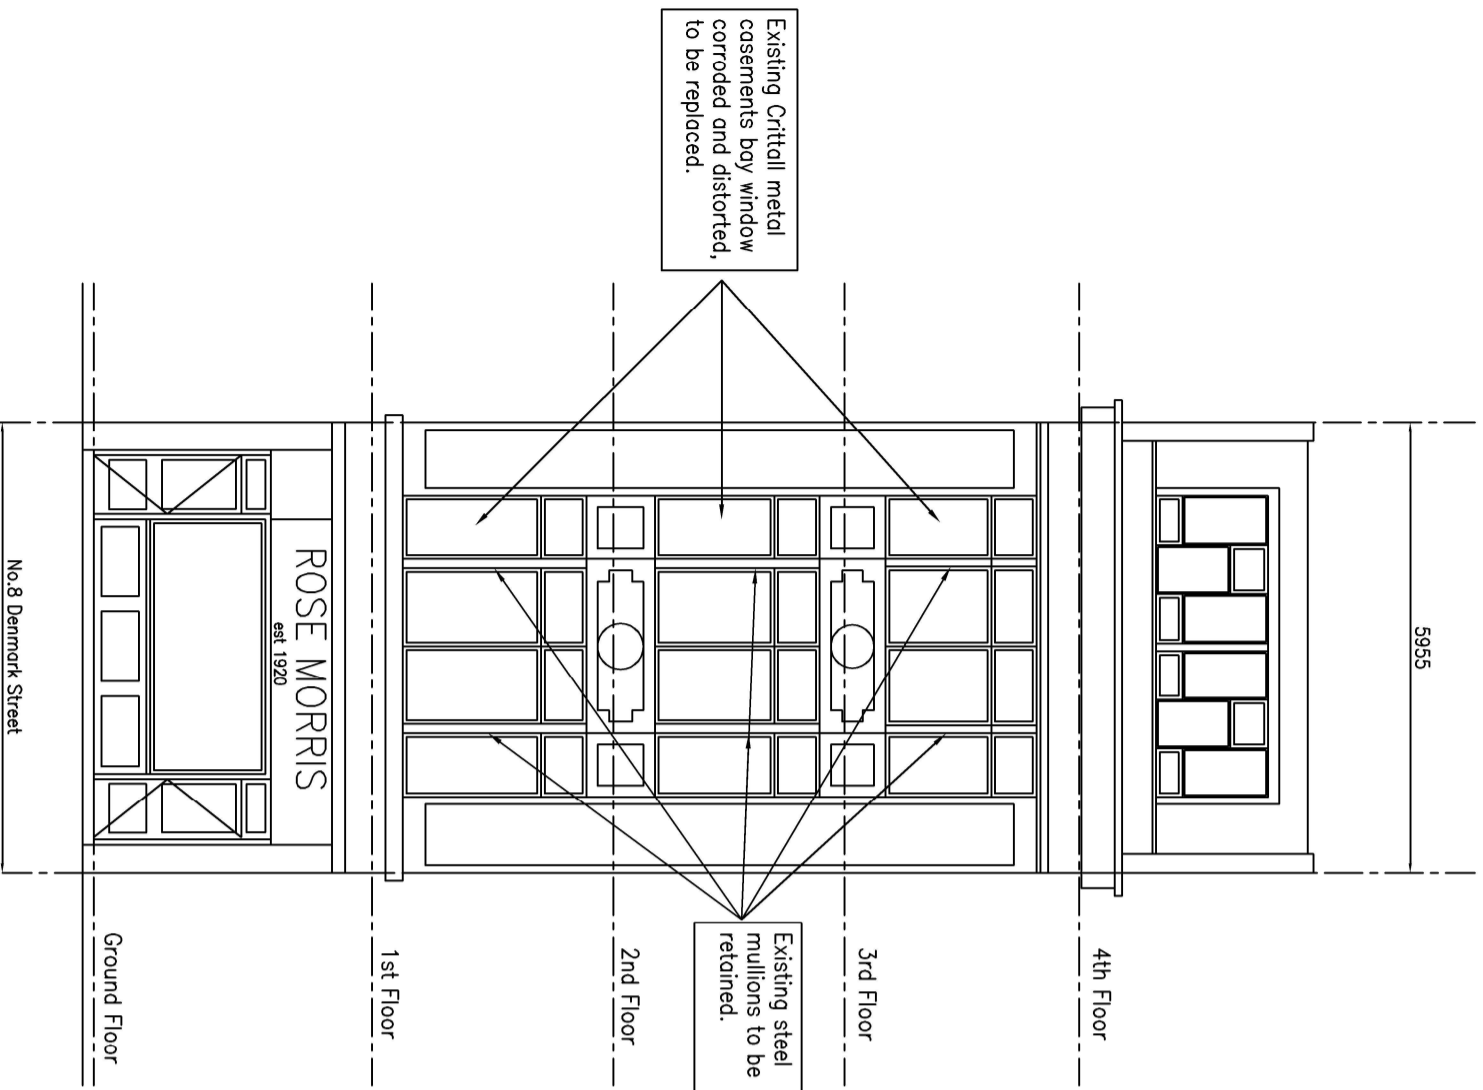 5955
4th Floor
3rd Floor
2nd Floor
1st Floor
Ground Floor
Existing Crittall metal
casements bay window
corroded and distorted,
to be replaced.
Existing steel
mullions to be
retained.
ROSE MORRIS
est 1920
No.8 Denmark Street